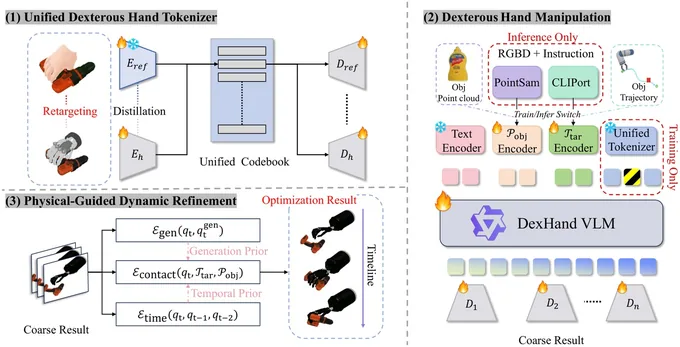 (1) Unified Dexterous Hand Tokenizer
E_ref
D_ref
Retargeting
Distillation
E_h
Unified Codebook
D_h
(2) Dexterous Hand Manipulation
Inference Only
RGBD + Instruction
PointSam
CLIPort
Obj
Point cloud
Obj
Trajectory
Train/Infer Switch
Text
Encoder
𝒫_obj
Encoder
𝒯_tar
Encoder
Unified
Tokenizer
Training Only
DexHand VLM
D_1
D_2
......
D_n
Coarse Result
(3) Physical-Guided Dynamic Refinement
Optimization Result
ℰ_gen(q_t, q_t^gen)
Generation Prior
ℰ_contact(q_t, 𝒯_tar, 𝒫_obj)
Temporal Prior
ℰ_time(q_t, q_t−1, q_t−2)
Timeline
Coarse Result